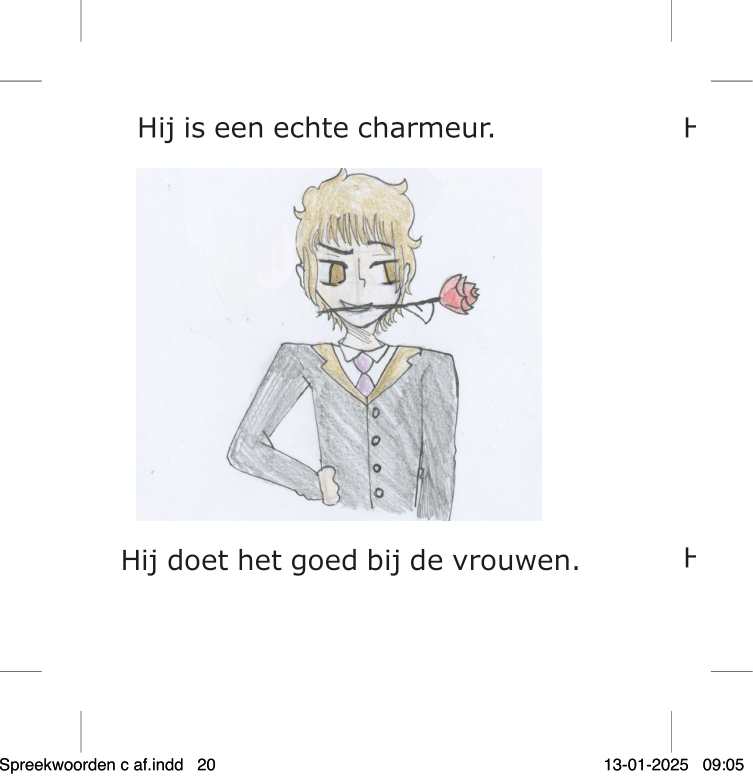 Hij is een echte charmeur.
H
Hij doet het goed bij de vrouwen.
H
Spreekwoorden c af.indd 20
13-01-2025 09:05